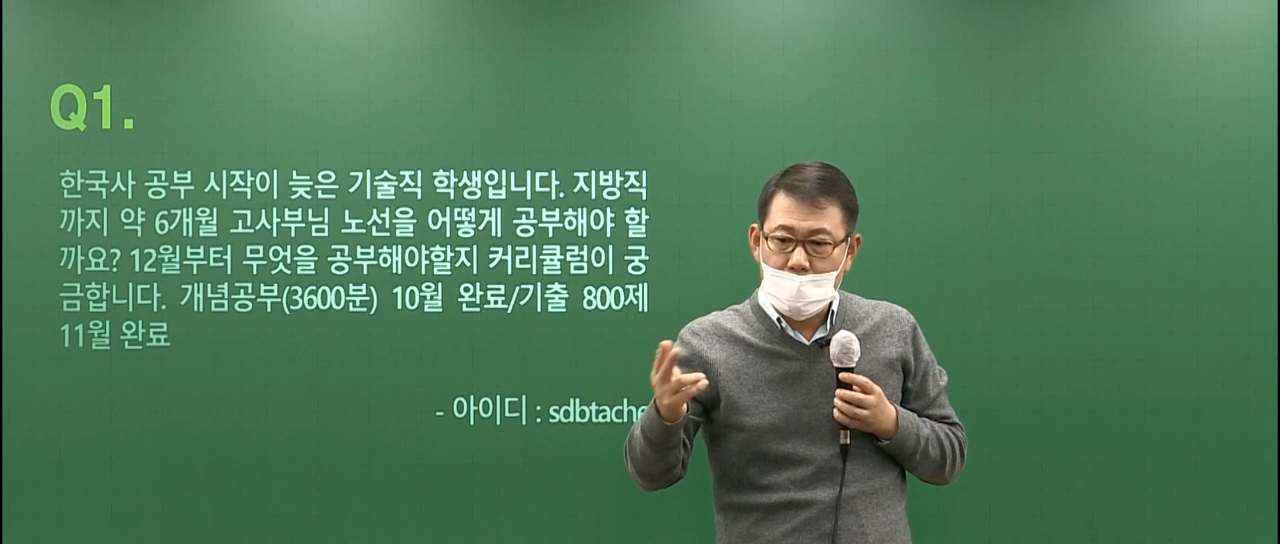 Q1.
한국사 공부 시작이 늦은 기술직 학생입니다. 지방직
까지 약 6개월 고사부님 노선을 어떻게 공부해야 할
까요? 12월부터 무엇을 공부해야할지 커리큘럼이 궁
금합니다. 개념공부(3600분) 10월 완료/기출 800제
11월 완료
- 아이디 :